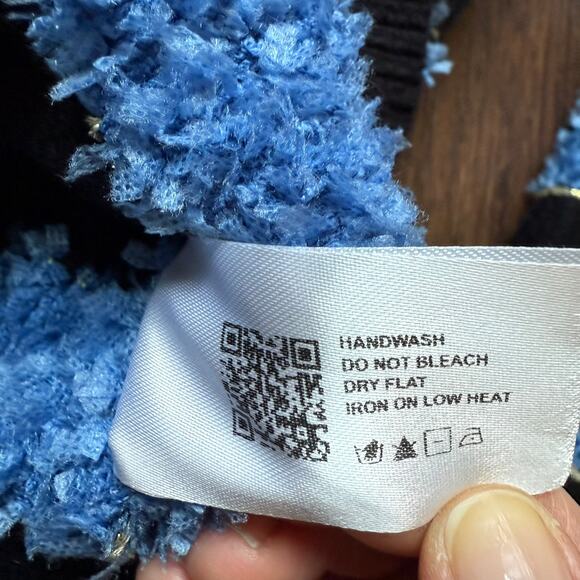 HANDWASH
DO NOT BLEACH
DRY FLAT
IRON ON LOW HEAT